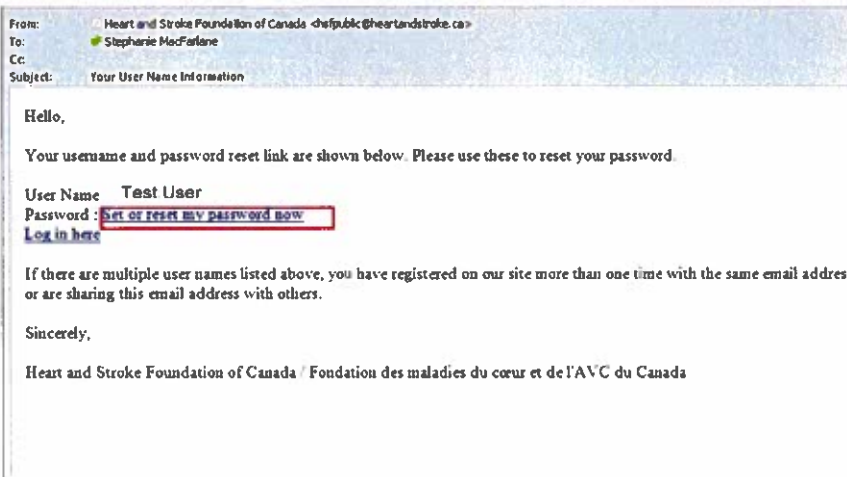 From: Heart and Stroke Foundation of Canada <hsfpublic@heartandstroke.ca>
To: Stephanie MacFarlane
Cc:
Subject: Your User Name Information
Hello,
Your username and password reset link are shown below. Please use these to reset your password.
User Name Test User
Password : Set or reset my password now
Log in here
If there are multiple user names listed above, you have registered on our site more than one time with the same email addres
or are sharing this email address with others.
Sincerely,
Heart and Stroke Foundation of Canada / Fondation des maladies du cœur et de l'AVC du Canada